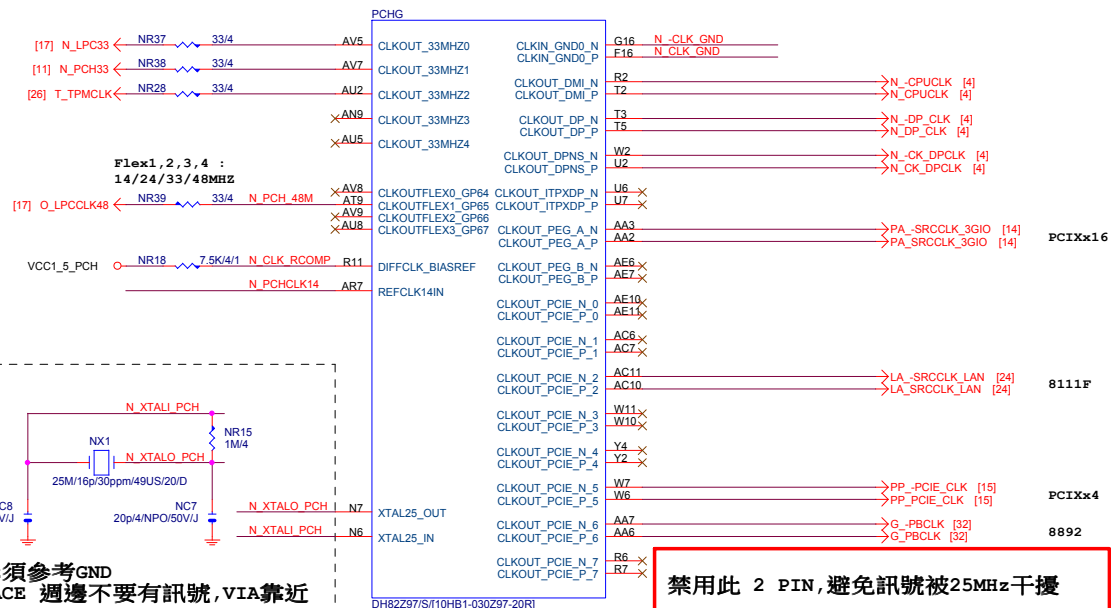 PCHG
[17] N_LPC33 NR37 33/4 AV5 CLKOUT_33MHZ0
[11] N_PCH33 NR38 33/4 AV7 CLKOUT_33MHZ1
[26] T_TPMCLK NR28 33/4 AU2 CLKOUT_33MHZ2
AN9 CLKOUT_33MHZ3
AU5 CLKOUT_33MHZ4
Flex1,2,3,4 :
14/24/33/48MHZ
AV8 CLKOUTFLEX0_GP64
[17] O_LPCCLK48 NR39 33/4 N_PCH_48M AT9 CLKOUTFLEX1_GP65
AV9 CLKOUTFLEX2_GP66
AU8 CLKOUTFLEX3_GP67
VCC1_5_PCH NR18 7.5K/4/1 N_CLK_RCOMP R11 DIFFCLK_BIASREF
N_PCHCLK14 AR7 REFCLK14IN
N_XTALI_PCH
NR15
1M/4
NX1
N_XTALO_PCH
25M/16p/30ppm/49US/20/D
C8
V/J
NC7
20p/4/NPO/50V/J
N_XTALO_PCH N7 XTAL25_OUT
N_XTALI_PCH N6 XTAL25_IN
須參考GND
ACE 週邊不要有訊號,VIA靠近
CLKIN_GND0_N G16 N_-CLK_GND
CLKIN_GND0_P F16 N_CLK_GND
CLKOUT_DMI_N R2 N_-CPUCLK [4]
CLKOUT_DMI_P T2 N_CPUCLK [4]
CLKOUT_DP_N T3 N_-DP_CLK [4]
CLKOUT_DP_P T5 N_DP_CLK [4]
CLKOUT_DPNS_N W2 N_-CK_DPCLK [4]
CLKOUT_DPNS_P U2 N_CK_DPCLK [4]
CLKOUT_ITPXDP_N U6
CLKOUT_ITPXDP_P U7
CLKOUT_PEG_A_N AA3 PA_-SRCCLK_3GIO [14]
CLKOUT_PEG_A_P AA2 PA_SRCCLK_3GIO [14]
PCIXx16
CLKOUT_PEG_B_N AE6
CLKOUT_PEG_B_P AE7
CLKOUT_PCIE_N_0 AE10
CLKOUT_PCIE_P_0 AE11
CLKOUT_PCIE_N_1 AC6
CLKOUT_PCIE_P_1 AC7
CLKOUT_PCIE_N_2 AC11 LA_-SRCCLK_LAN [24]
CLKOUT_PCIE_P_2 AC10 LA_SRCCLK_LAN [24]
8111F
CLKOUT_PCIE_N_3 W11
CLKOUT_PCIE_P_3 W10
CLKOUT_PCIE_N_4 Y4
CLKOUT_PCIE_P_4 Y2
CLKOUT_PCIE_N_5 W7 PP_-PCIE_CLK [15]
CLKOUT_PCIE_P_5 W6 PP_PCIE_CLK [15]
PCIXx4
CLKOUT_PCIE_N_6 AA7 G_-PBCLK [32]
CLKOUT_PCIE_P_6 AA6 G_PBCLK [32]
8892
CLKOUT_PCIE_N_7 R6
CLKOUT_PCIE_P_7 R7
禁用此 2 PIN,避免訊號被25MHz干擾
DH82Z97/S/[10HB1-030Z97-20R]